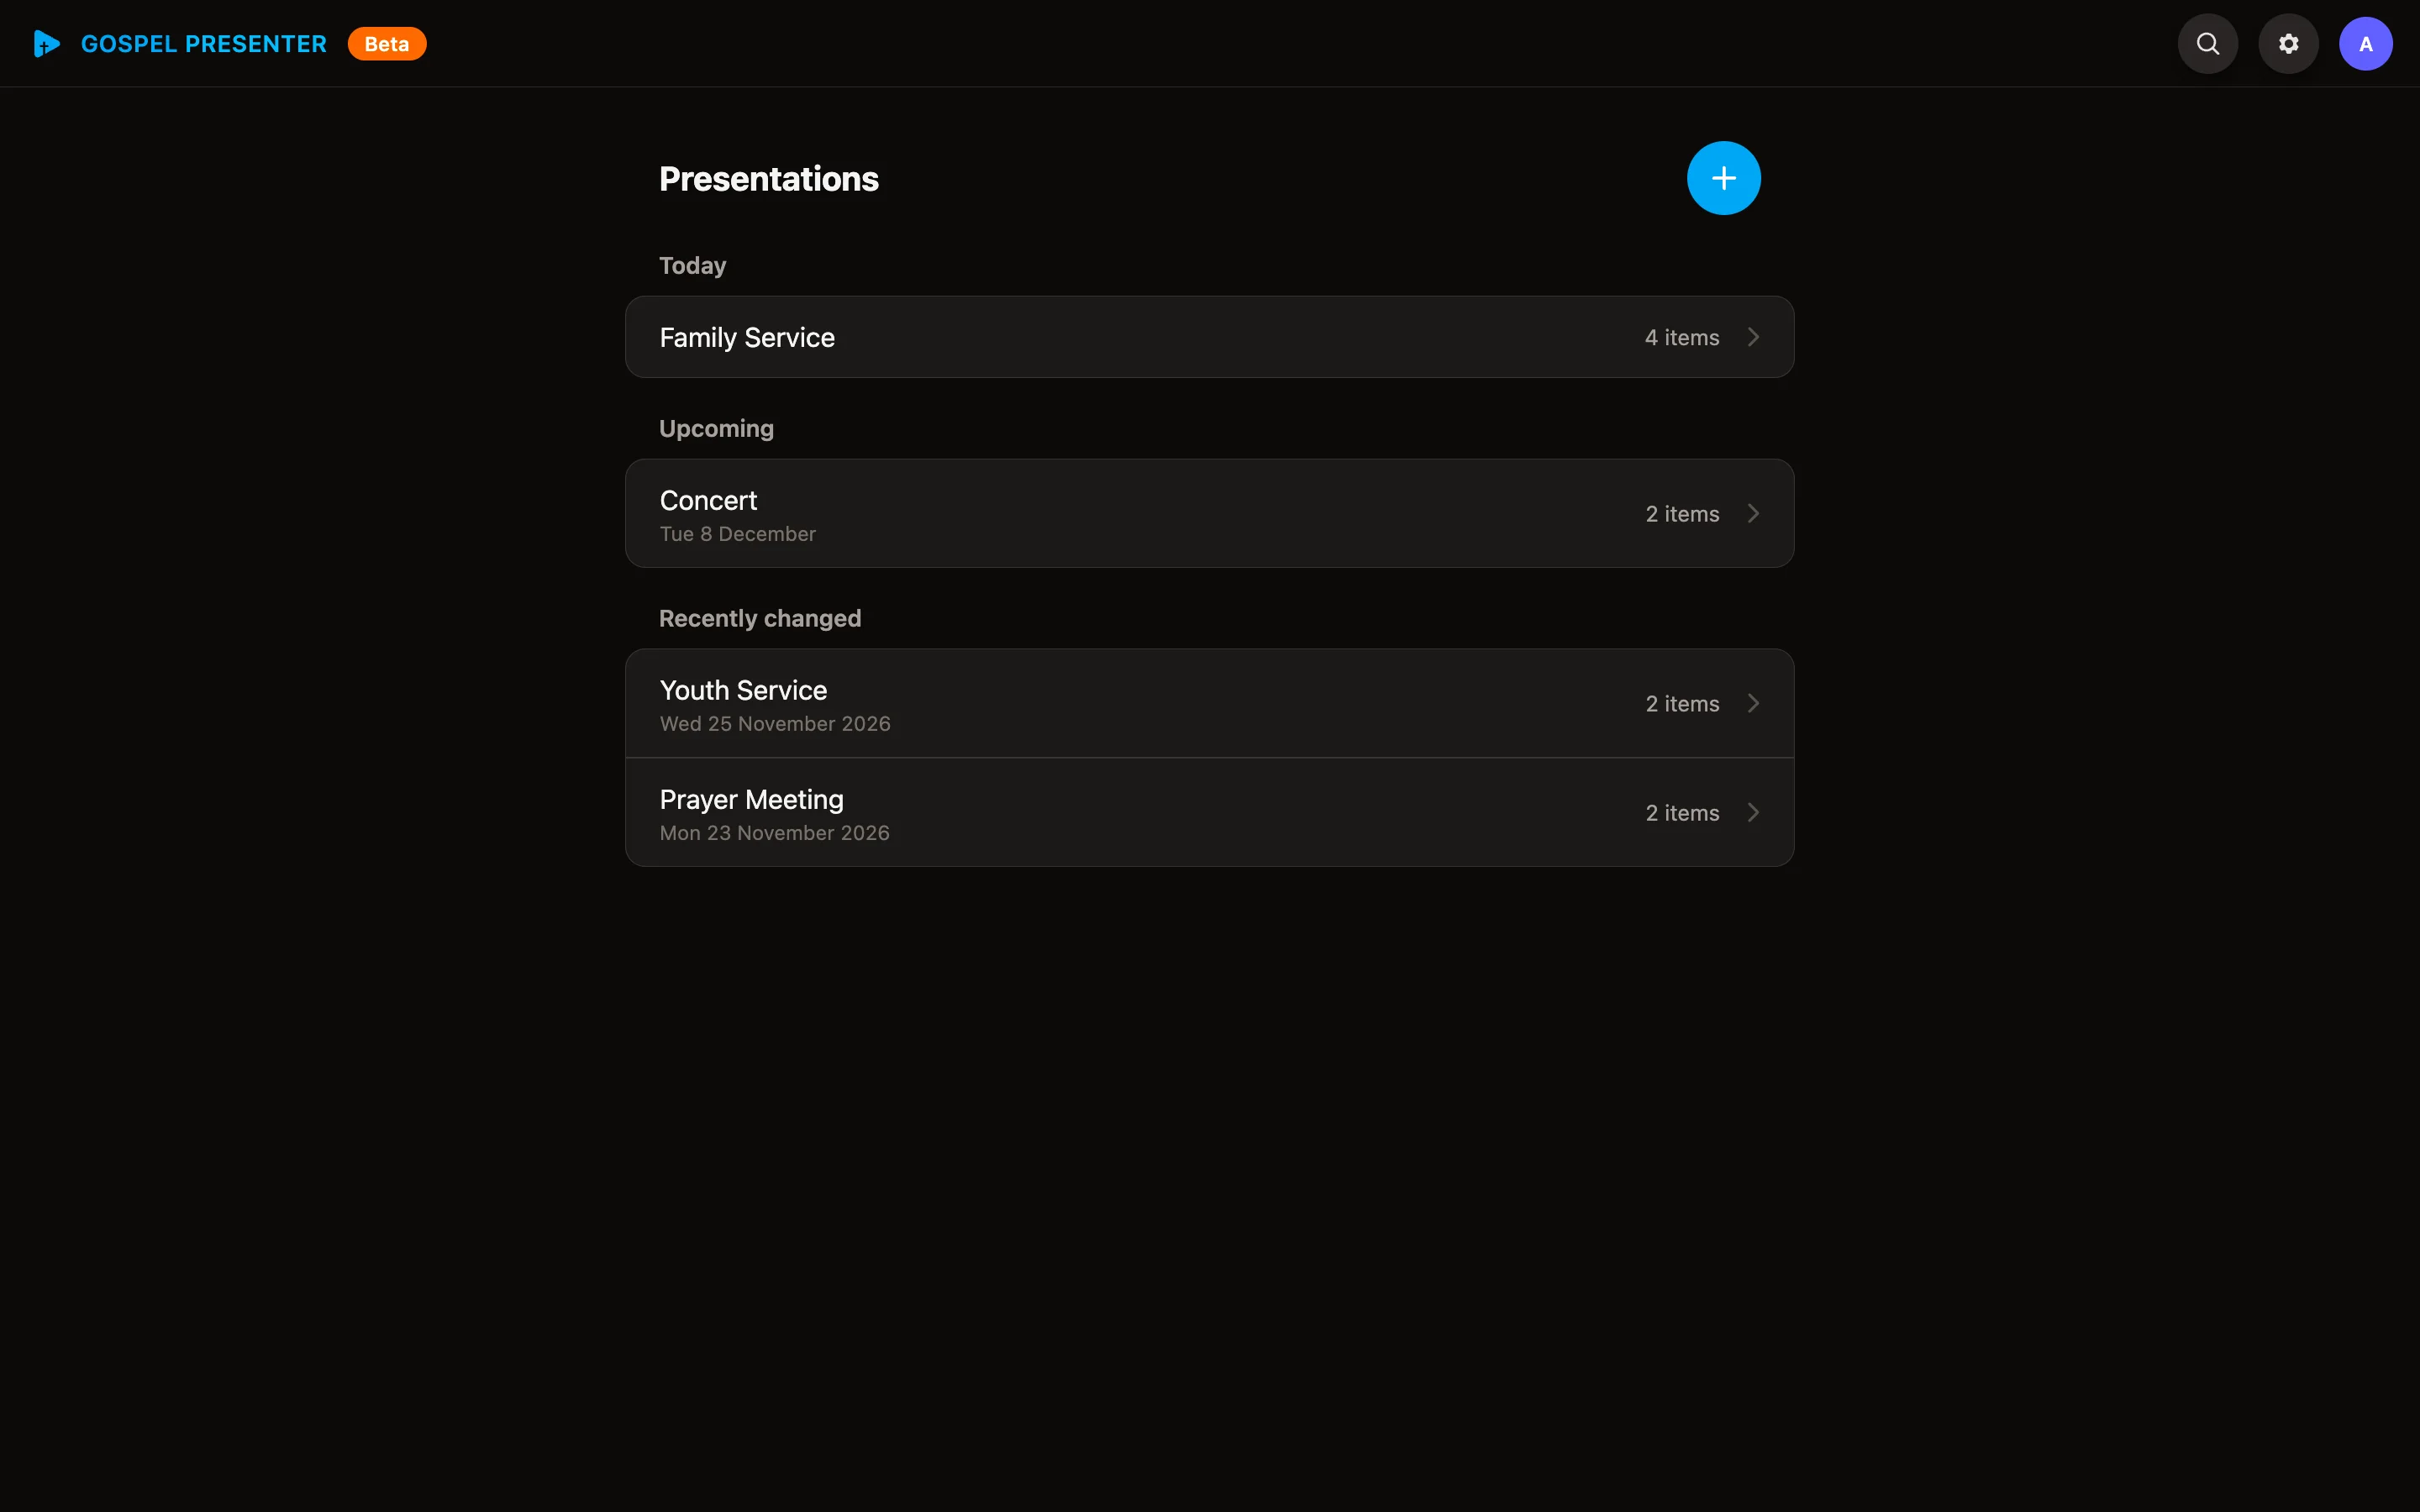 GOSPEL PRESENTER Beta
A
Presentations
Today
Family Service
4 items
Upcoming
Concert
Tue 8 December
2 items
Recently changed
Youth Service
Wed 25 November 2026
2 items
Prayer Meeting
Mon 23 November 2026
2 items